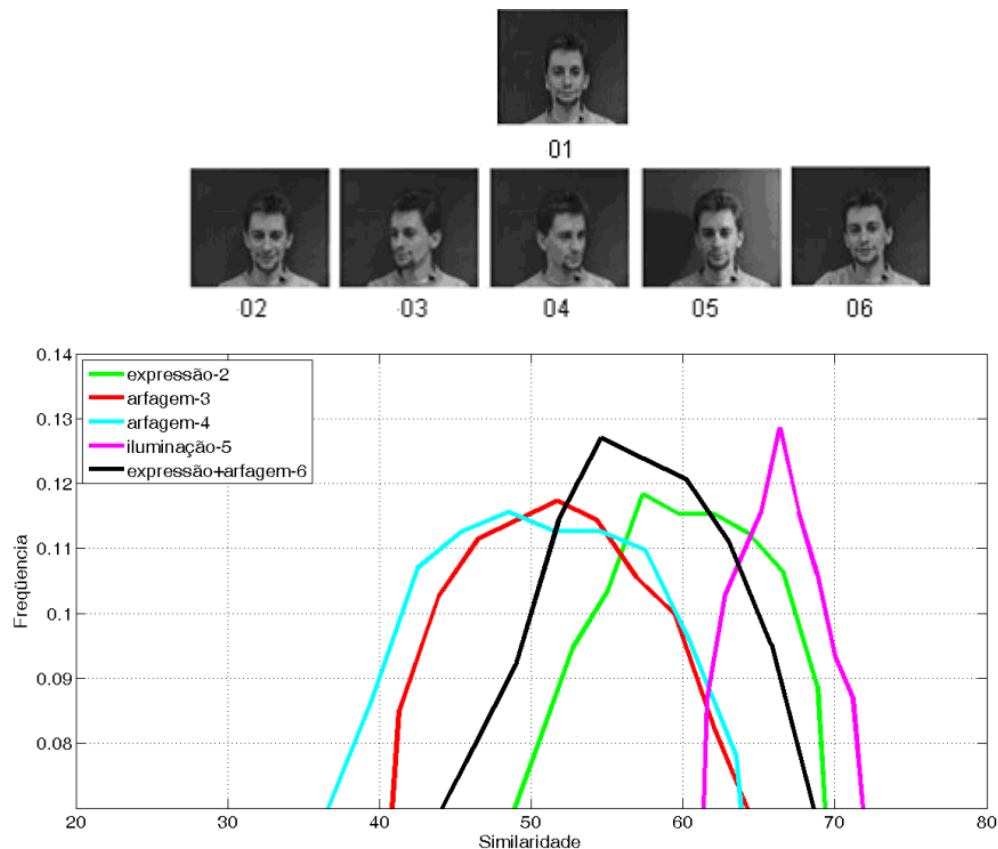 01
02 03 04 05 06
0.14
0.13
0.12
0.11
0.1
0.09
0.08
Freqüencia
expressão-2
arfagem-3
arfagem-4
iluminação-5
expressão+arfagem-6
20 30 40 50 60 70 80
Similaridade